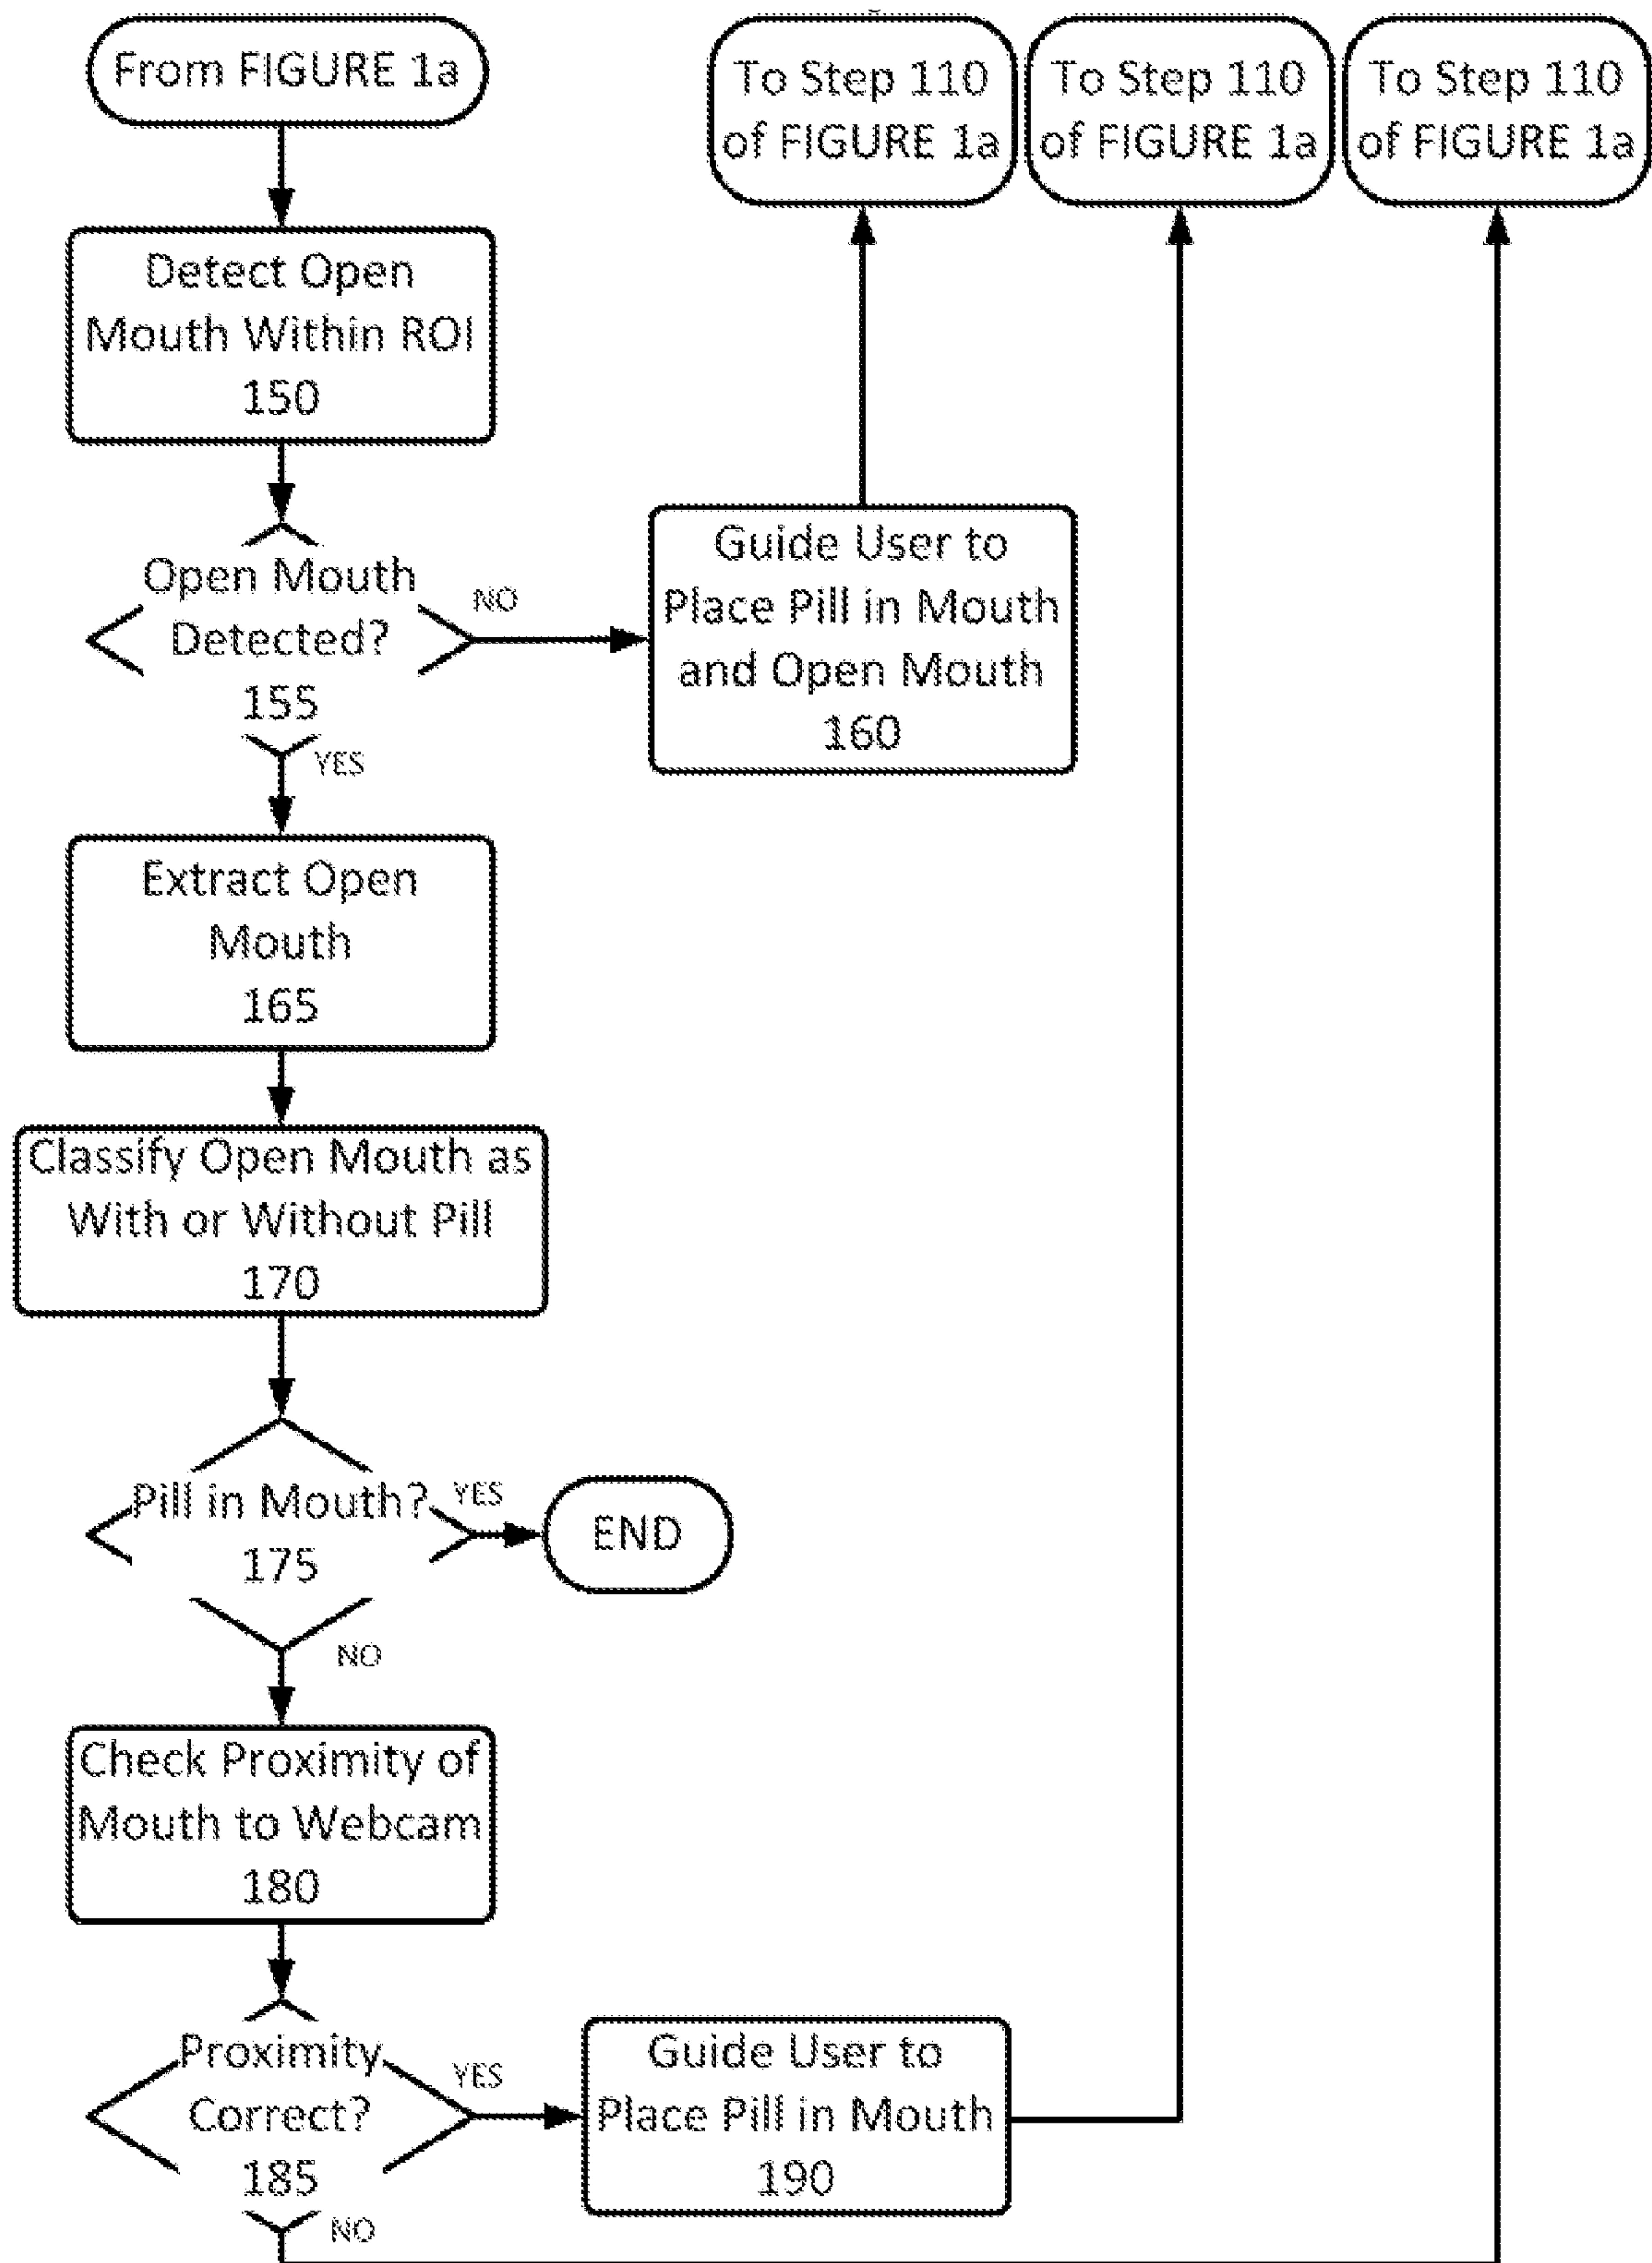 From FIGURE 1a
To Step 110
of FIGURE 1a
To Step 110
of FIGURE 1a
To Step 110
of FIGURE 1a
Detect Open
Mouth Within ROI
150
Open Mouth
Detected?
155
NO
YES
Guide User to
Place Pill in Mouth
and Open Mouth
160
Extract Open
Mouth
165
Classify Open Mouth as
With or Without Pill
170
Pill in Mouth?
175
YES
END
NO
Check Proximity of
Mouth to Webcam
180
Proximity
Correct?
185
YES
NO
Guide User to
Place Pill in Mouth
190